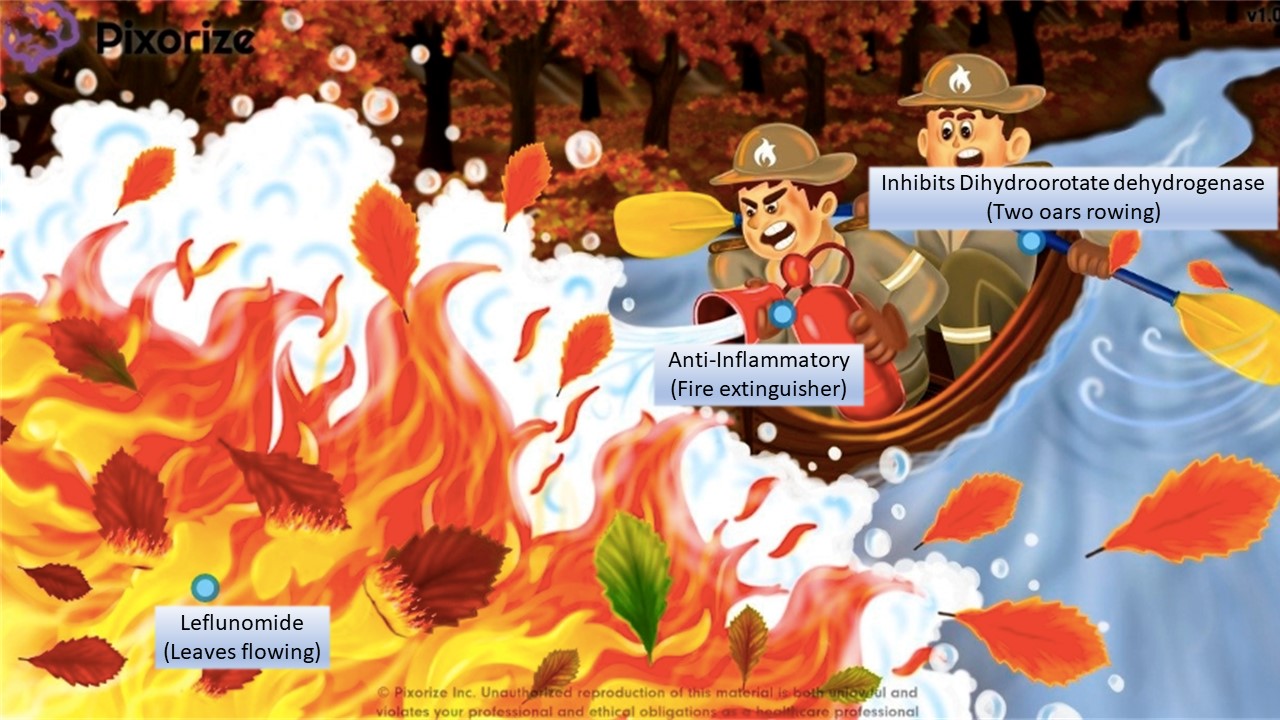 Pixorize
v1.0
Inhibits Dihydroorotate dehydrogenase
(Two oars rowing)
Anti-Inflammatory
(Fire extinguisher)
Leflunomide
(Leaves flowing)
© Pixorize Inc. Unauthorized reproduction of this material is both unlawful and
violates your professional and ethical obligations as a healthcare professional